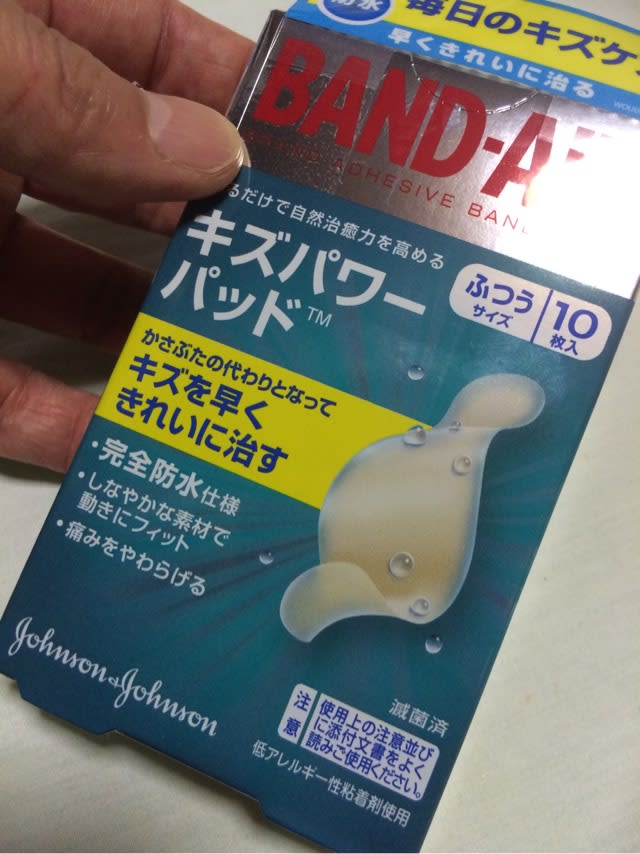 防水
毎日のキズケ
早くきれいに治る
BAND-A
BRAND ADHESIVE BAN
るだけで自然治癒力を高める
キズパワー
パッド™
ふつう
サイズ
10
枚入
かさぶたの代わりとなって
キズを早く
きれいに治す
・完全防水仕様
・しなやかな素材で
動きにフィット
・痛みをやわらげる
Johnson & Johnson
滅菌済
注意
使用上の注意並び
に添付文書をよく
読みご使用ください。
低アレルギー性粘着剤使用